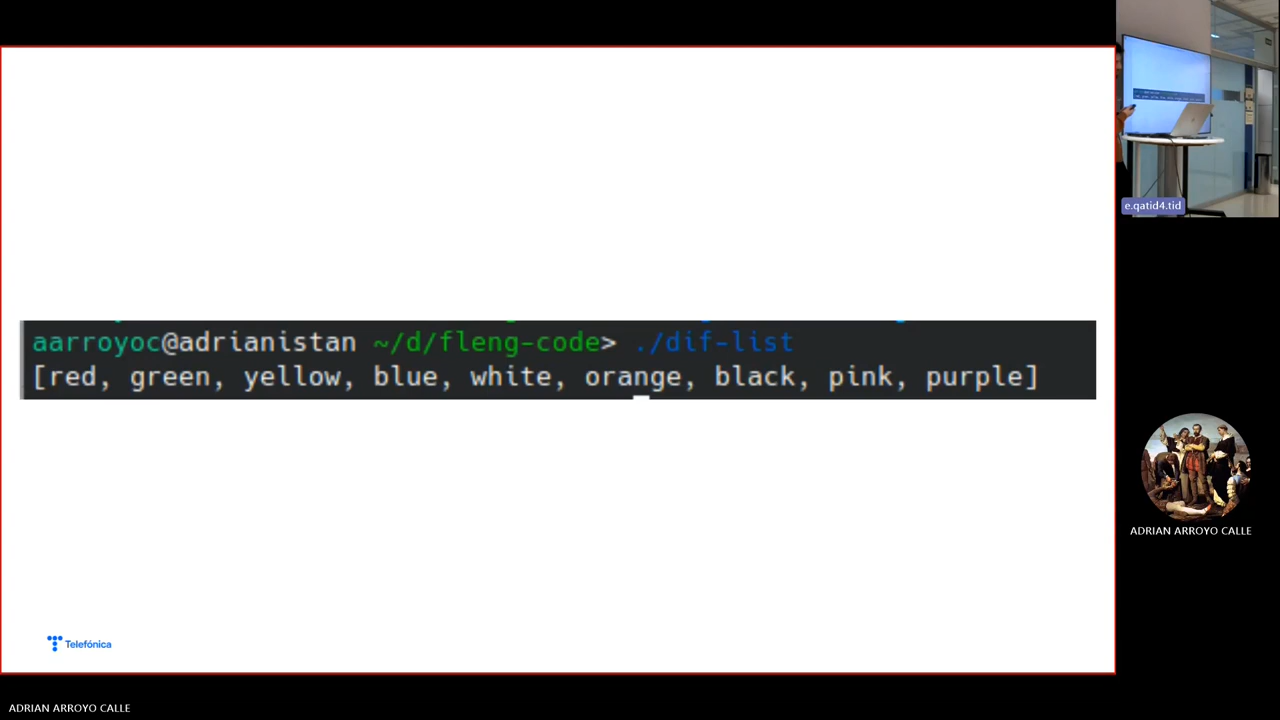 aarroyoc@adrianistan ~/d/fleng-code> ./dif-list
[red, green, yellow, blue, white, orange, black, pink, purple]
Telefónica
e.qatid4.tid
ADRIAN ARROYO CALLE
ADRIAN ARROYO CALLE